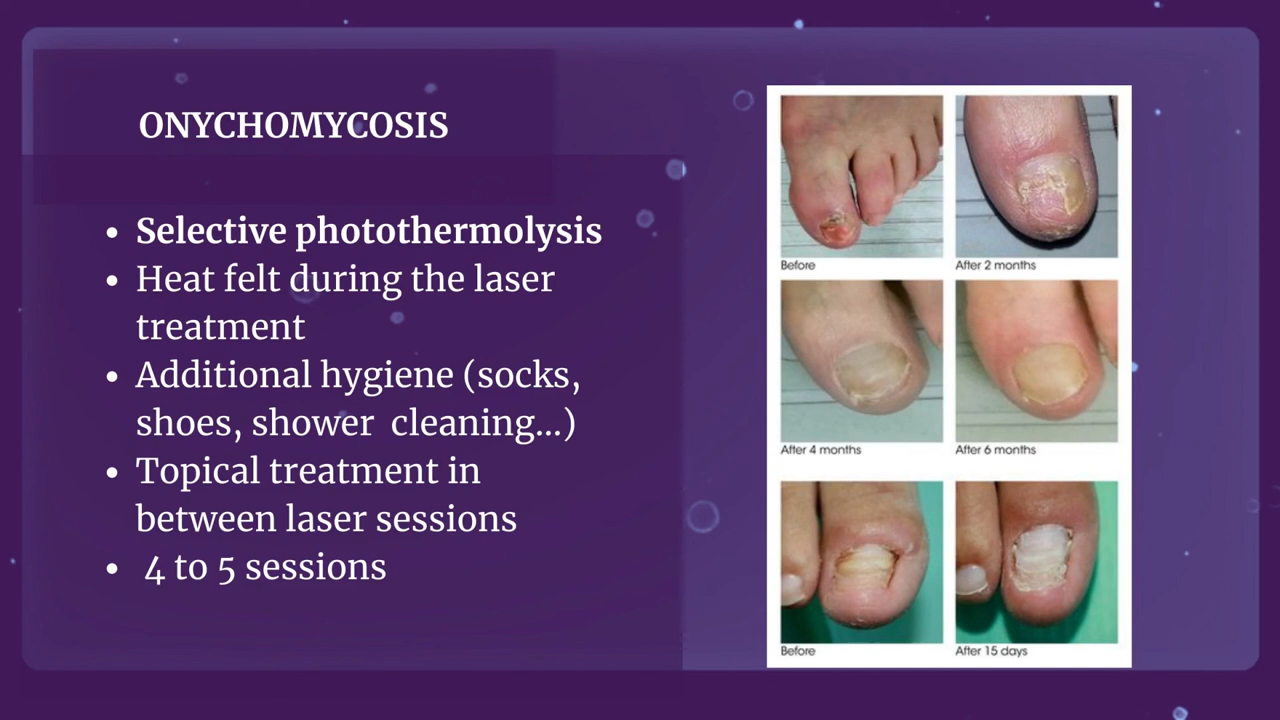 ONYCHOMYCOSIS
• Selective photothermolysis
• Heat felt during the laser
treatment
• Additional hygiene (socks,
shoes, shower  cleaning...)
• Topical treatment in
between laser sessions
•  4 to 5 sessions
Before
After 2 months
After 4 months
After 6 months
Before
After 15 days